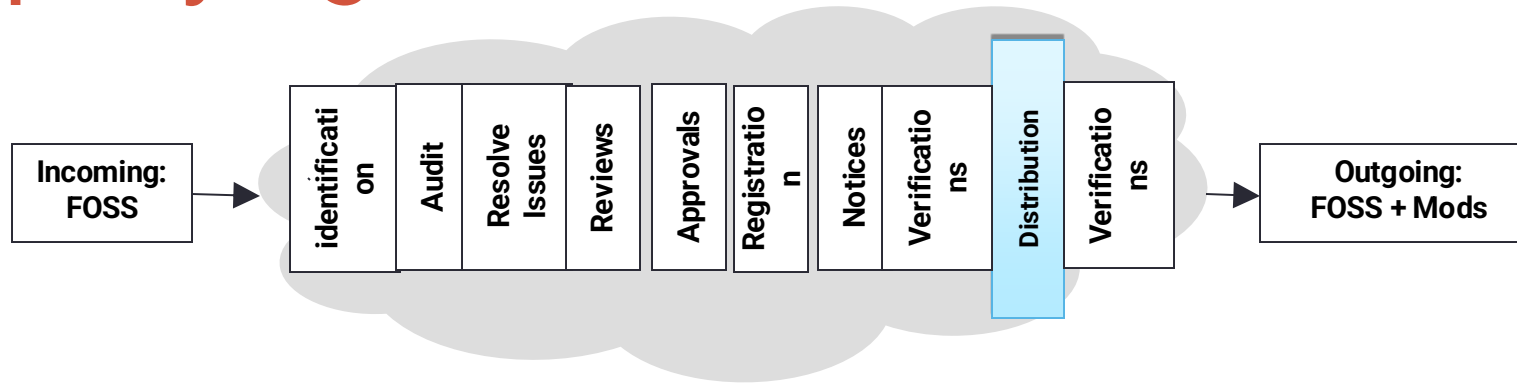 Incoming:
FOSS
identificati
on
Audit
Resolve
Issues
Reviews
Approvals
Registratio
n
Notices
Verificatio
ns
Distribution
Verificatio
ns
Outgoing:
FOSS + Mods